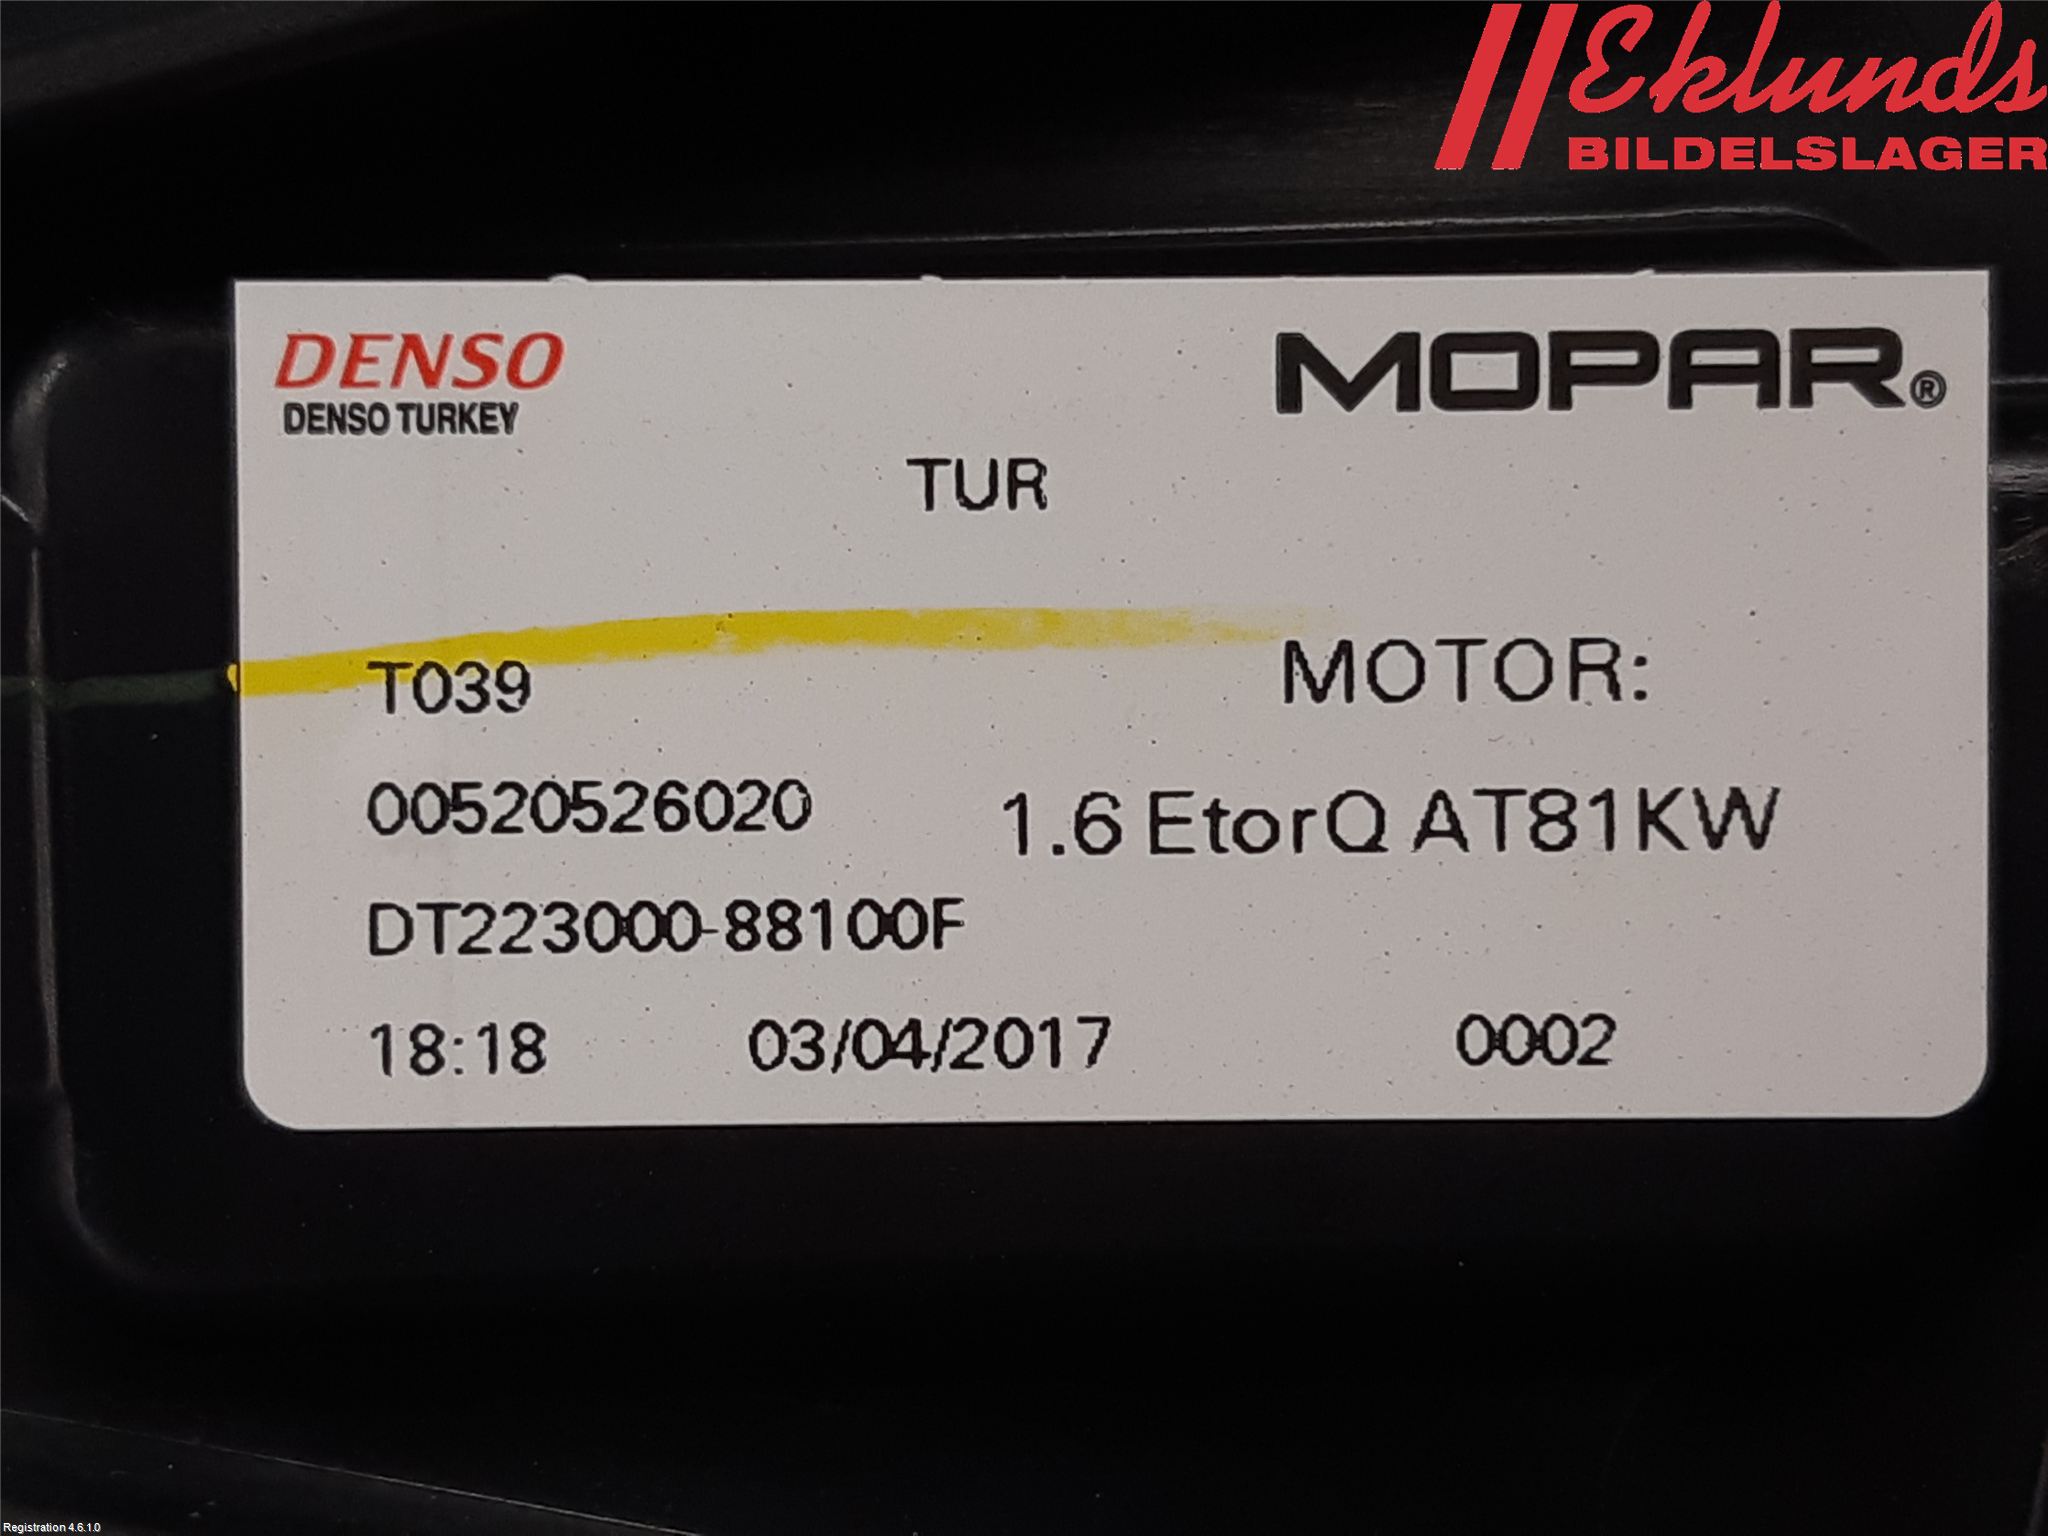 Eklunds
BILDELSLAGER
DENSO
DENSO TURKEY
MOPAR®
TUR
T039
MOTOR:
00520526020
1.6 EtorQ AT81KW
DT223000-88100F
18:18 03/04/2017 0002
Registration 4.6.1.0